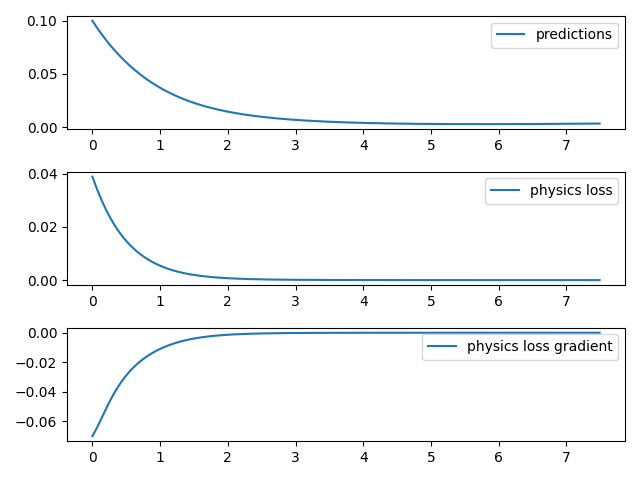 0.10
predictions
0.05
0.00
0 1 2 3 4 5 6 7
0.04
physics loss
0.02
0.00
0 1 2 3 4 5 6 7
0.00
physics loss gradient
−0.02
−0.04
−0.06
0 1 2 3 4 5 6 7